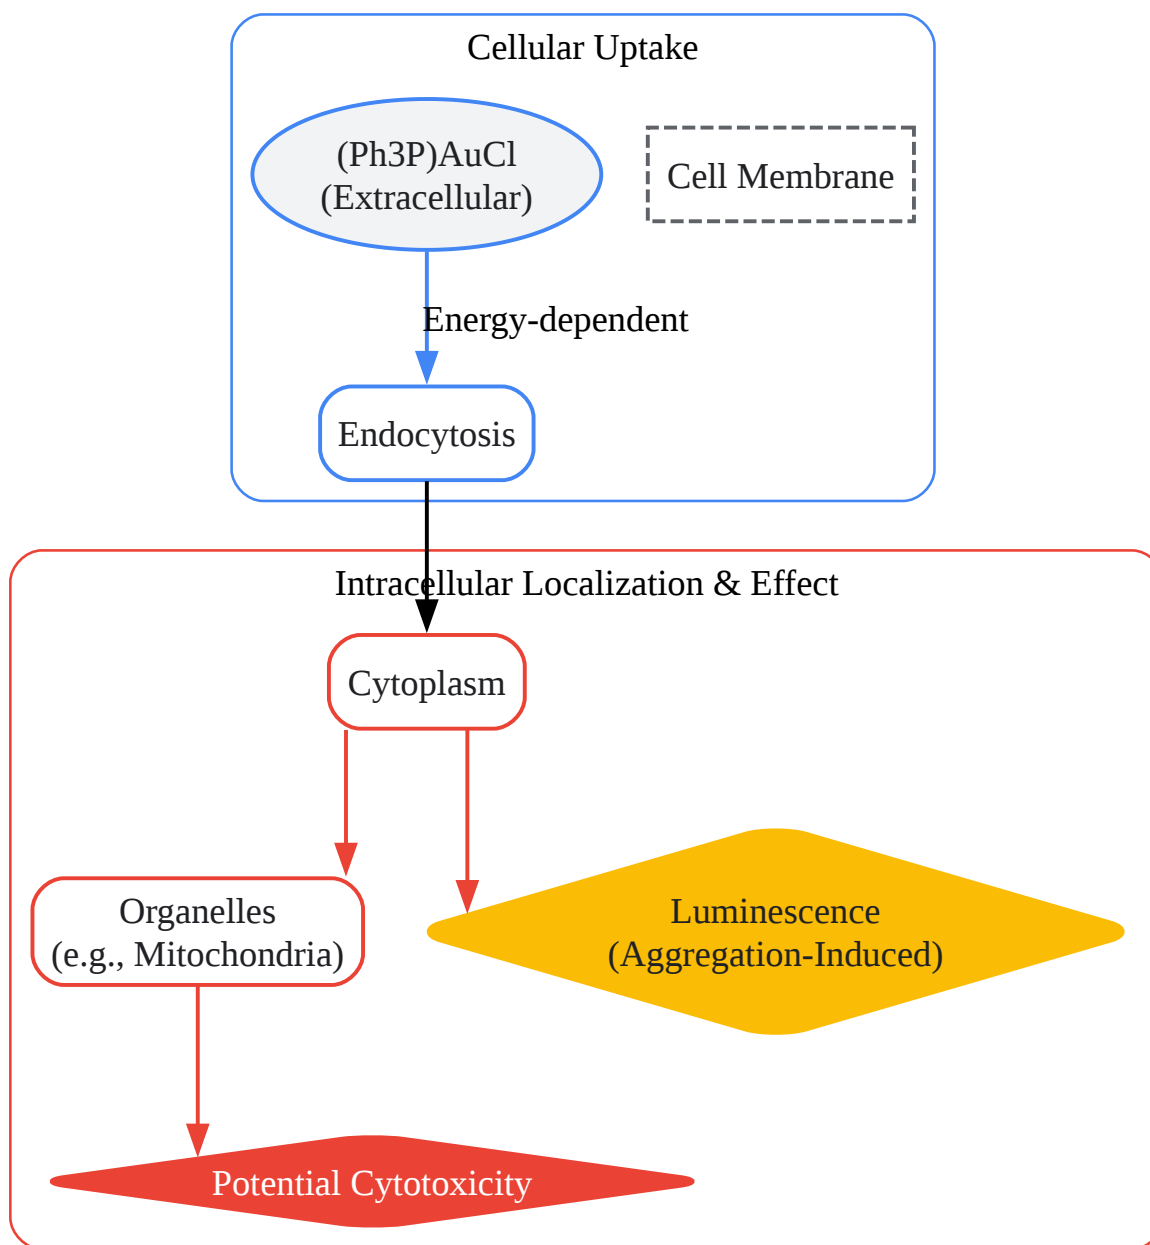 Cellular Uptake
(Ph3P)AuCl
(Extracellular)
Cell Membrane
Energy-dependent
Endocytosis
Intracellular Localization & Effect
Cytoplasm
Organelles
(e.g., Mitochondria)
Luminescence
(Aggregation-Induced)
Potential Cytotoxicity